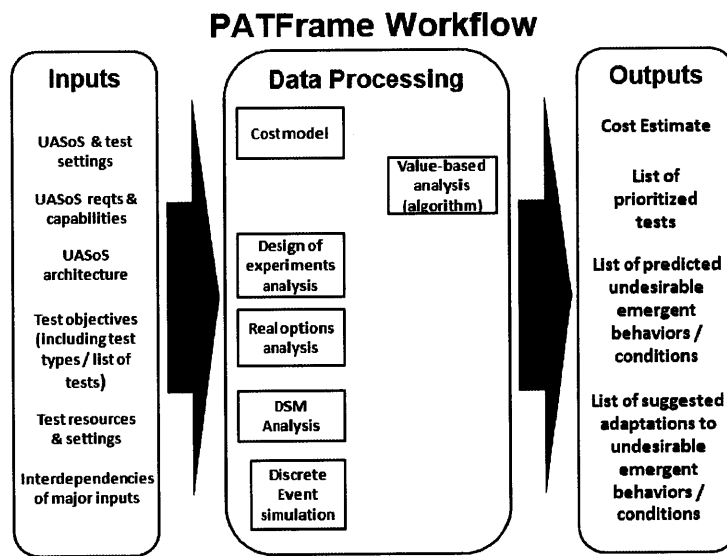 PATFrame Workflow
Inputs
UASoS & test
settings
UASoS reqts &
capabilities
UASoS
architecture
Test objectives
(including test
types / list of
tests)
Test resources
& settings
Interdependencies
of major inputs
Data Processing
Cost model
Value-based
analysis
(algorithm)
Design of
experiments
analysis
Real options
analysis
DSM
Analysis
Discrete
Event
simulation
Outputs
Cost Estimate
List of
prioritized
tests
List of predicted
undesirable
emergent
behaviors /
conditions
List of suggested
adaptations to
undesirable
emergent
behaviors /
conditions